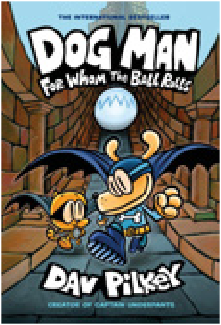 THE INTERNATIONAL BESTSELLER
DOG MAN
FOR WHOM THE BALL ROLLS
DAV PILKEY
CREATOR OF CAPTAIN UNDERPANTS